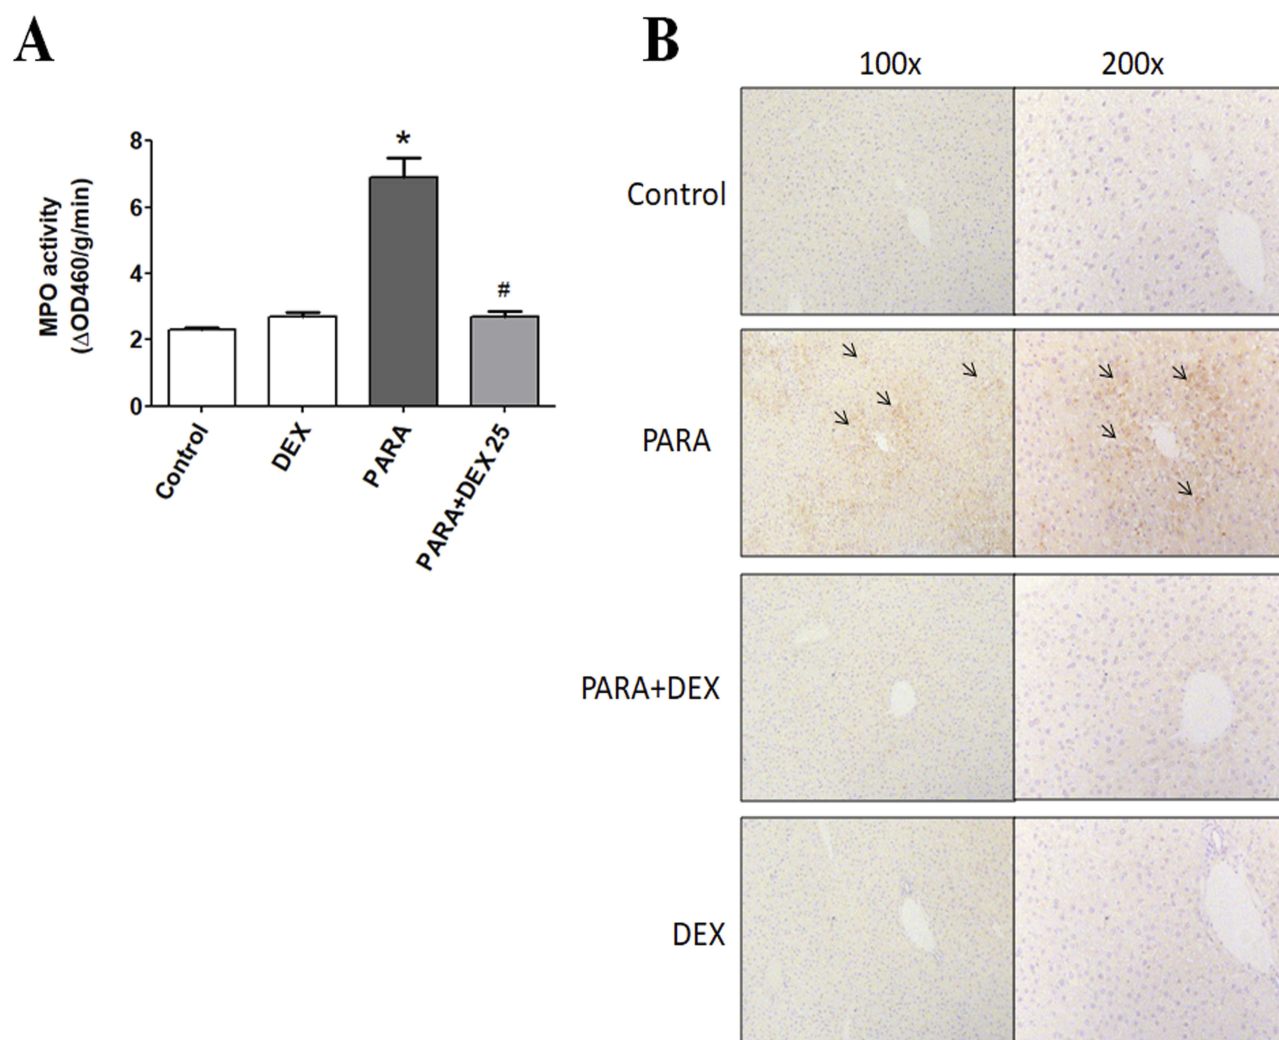 A
MPO activity
(ΔOD460/g/min)
8
6
4
2
0
*
#
Control
DEX
PARA
PARA+DEX 25
B
100x
200x
Control
PARA
PARA+DEX
DEX